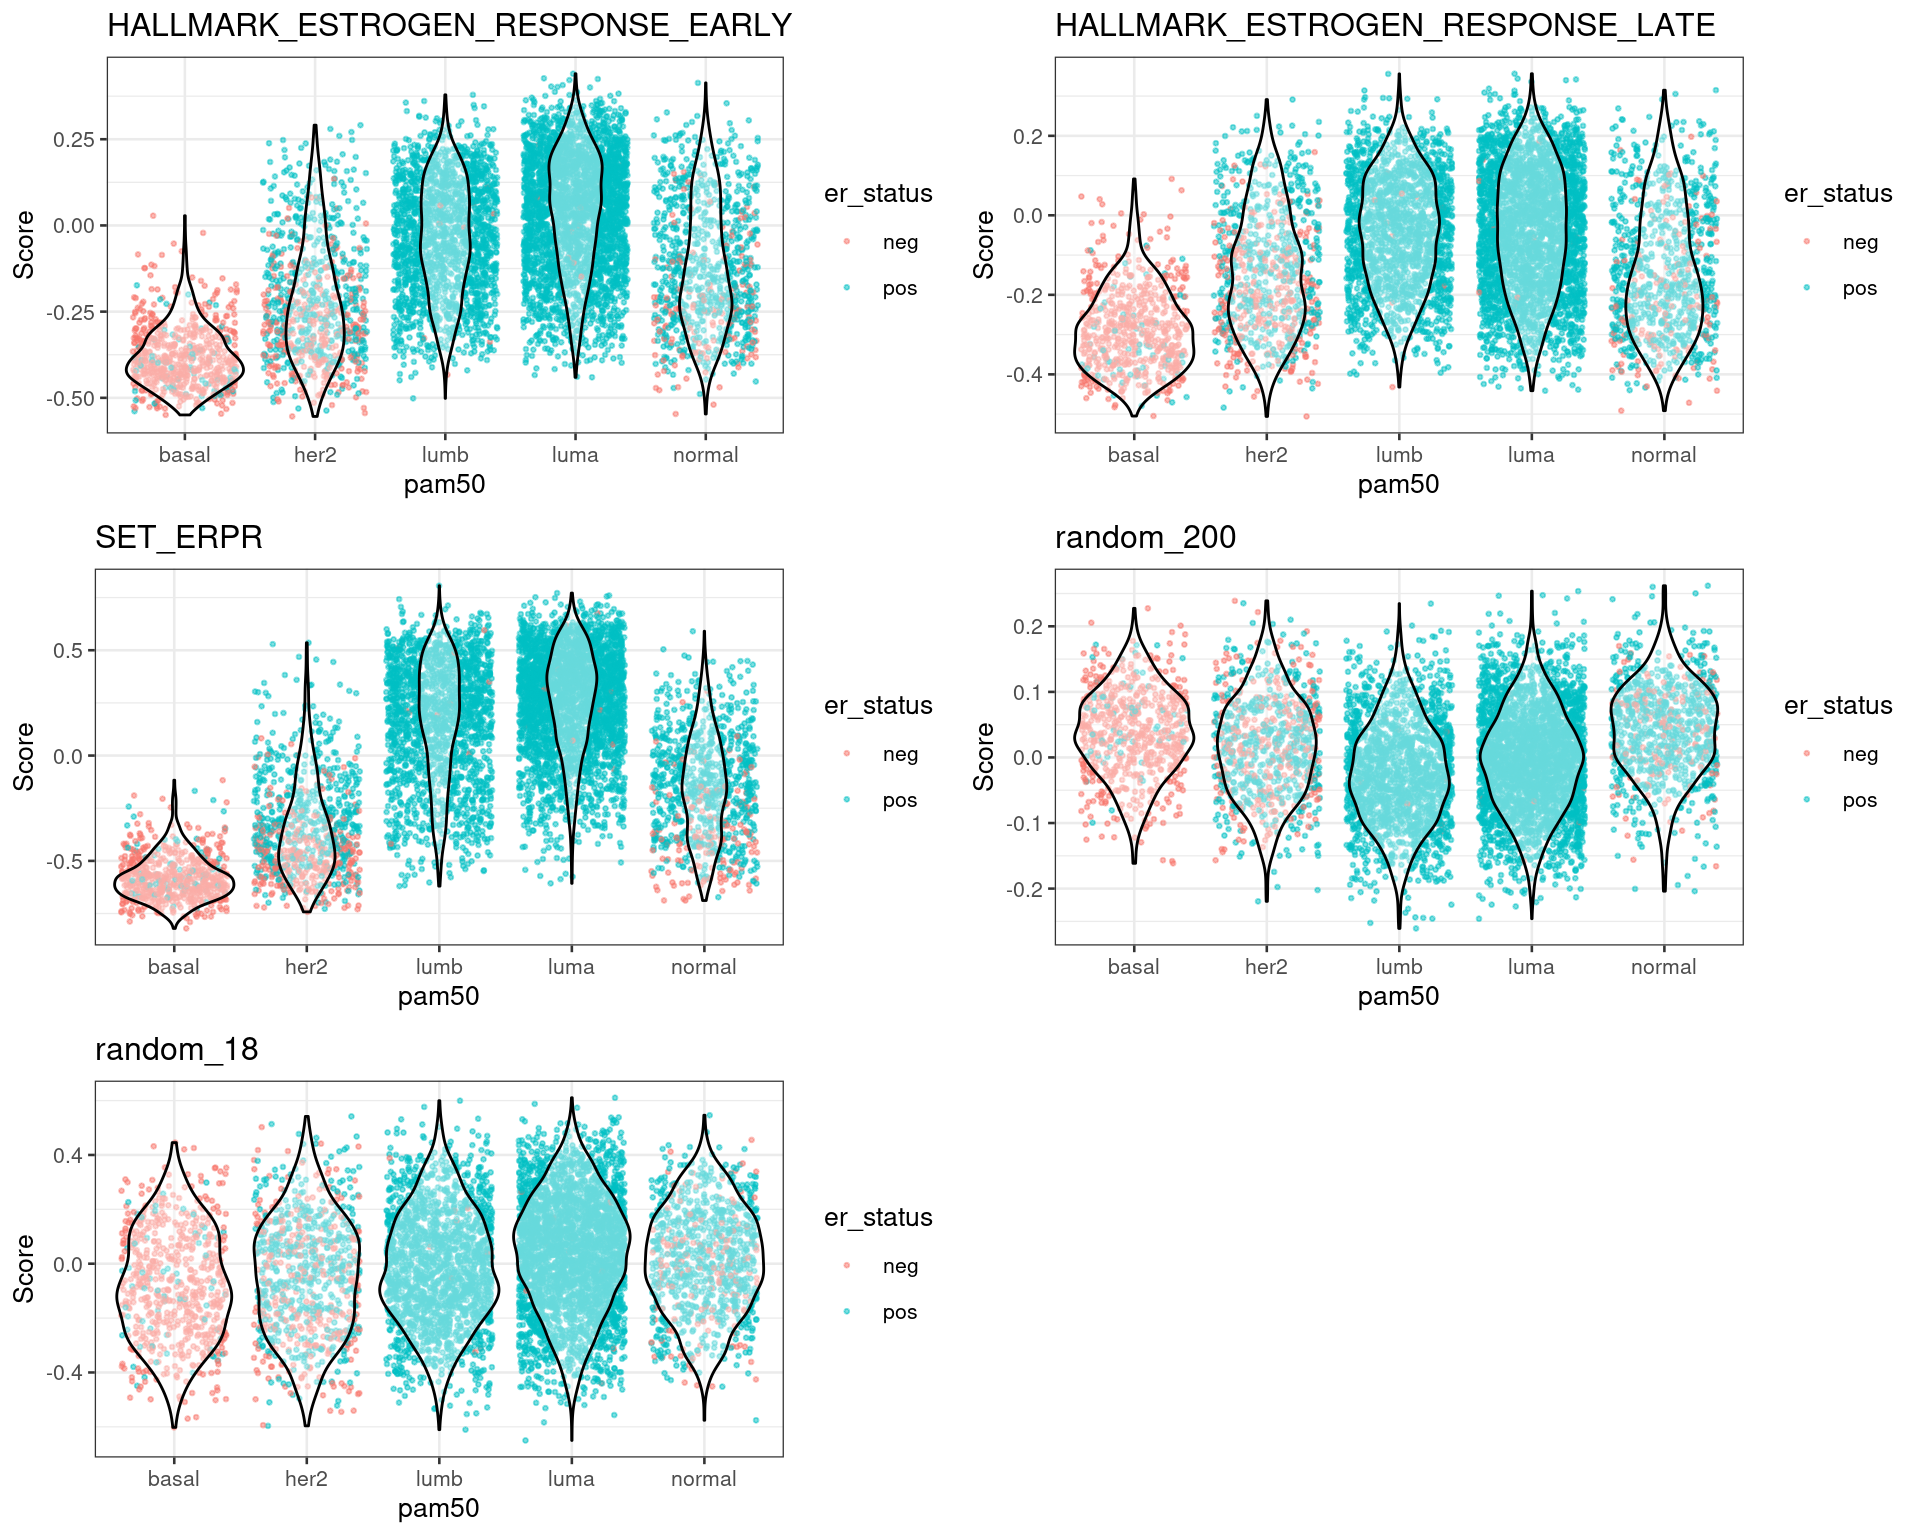 HALLMARK_ESTROGEN_RESPONSE_EARLY
Score
0.25
0.00
-0.25
-0.50
basal her2 lumb luma normal
pam50
er_status
neg
pos
HALLMARK_ESTROGEN_RESPONSE_LATE
Score
0.2
0.0
-0.2
-0.4
basal her2 lumb luma normal
pam50
er_status
neg
pos
SET_ERPR
Score
0.5
0.0
-0.5
basal her2 lumb luma normal
pam50
er_status
neg
pos
random_200
Score
0.2
0.1
0.0
-0.1
-0.2
basal her2 lumb luma normal
pam50
er_status
neg
pos
random_18
Score
0.4
0.0
-0.4
basal her2 lumb luma normal
pam50
er_status
neg
pos